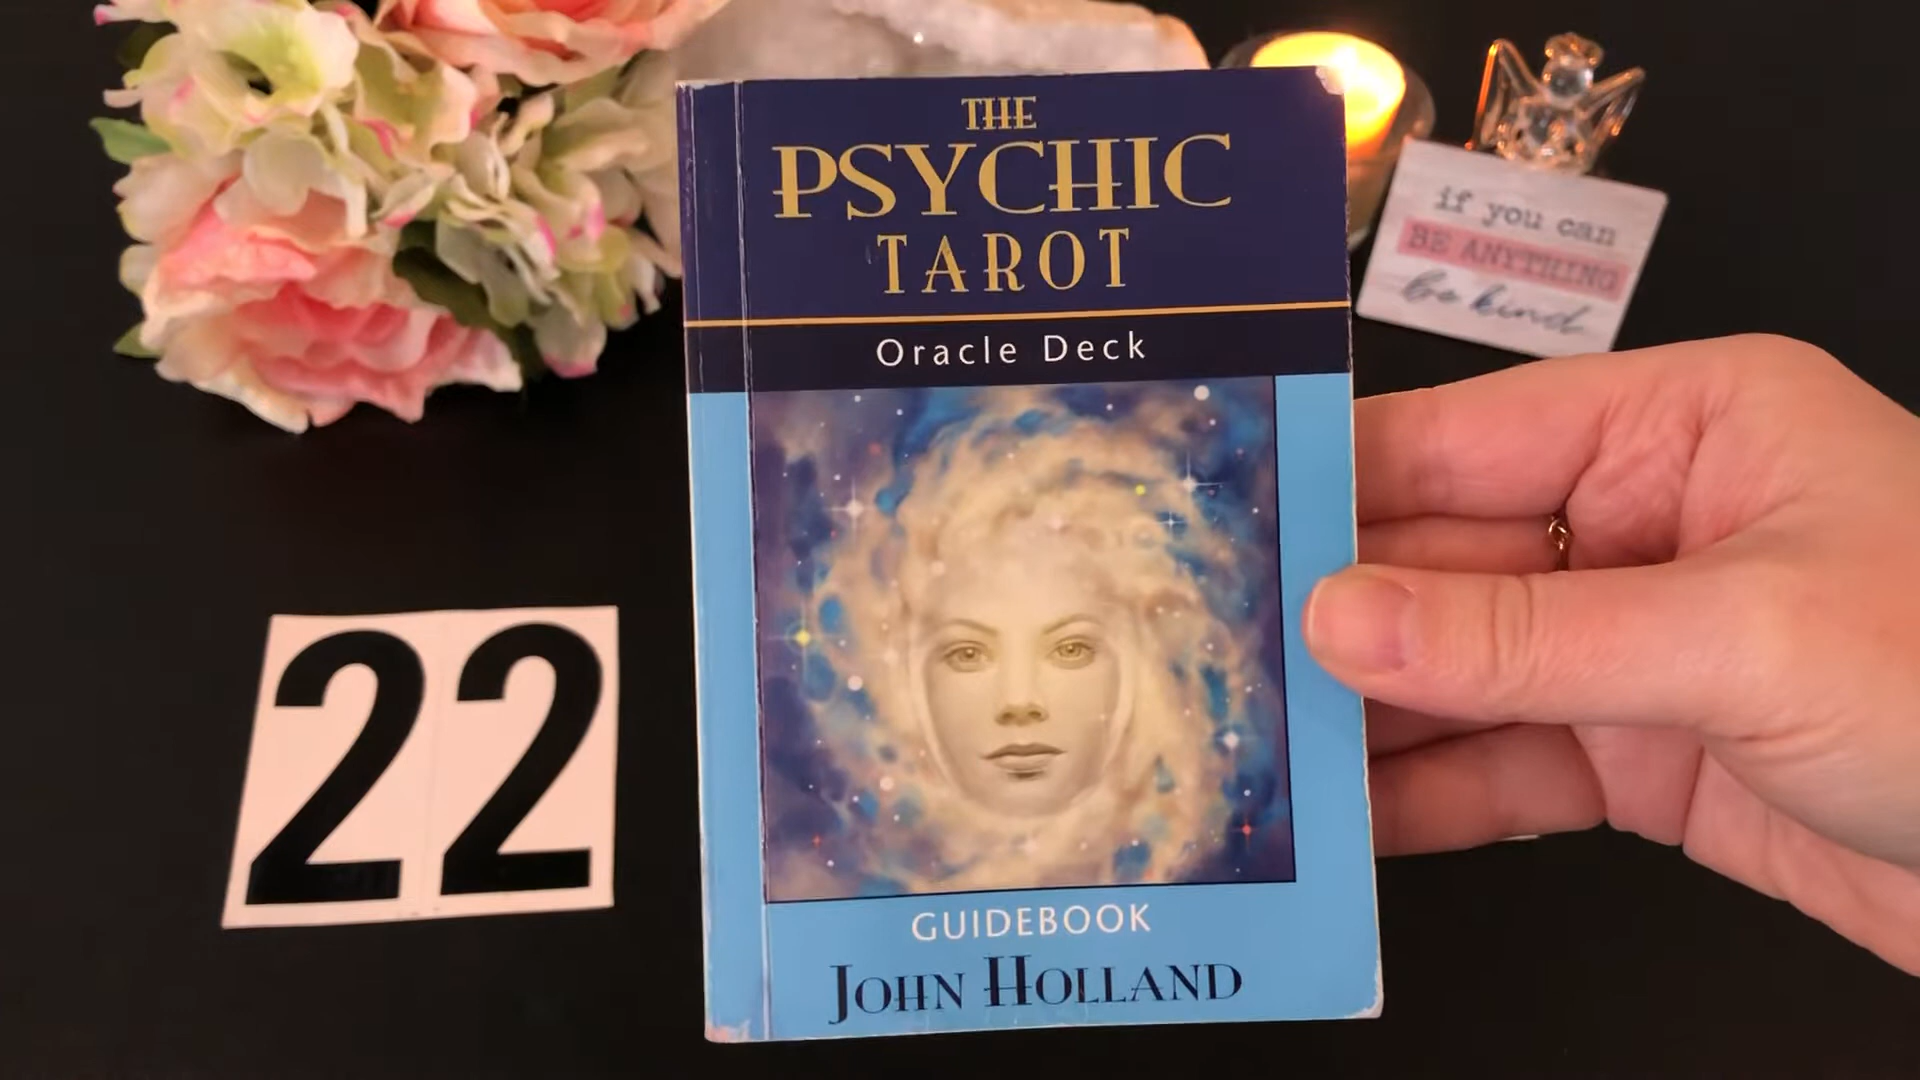 THE
PSYCHIC
TAROT
Oracle Deck
if you can
BE ANYTHING
be kind
22
GUIDEBOOK
JOHN HOLLAND